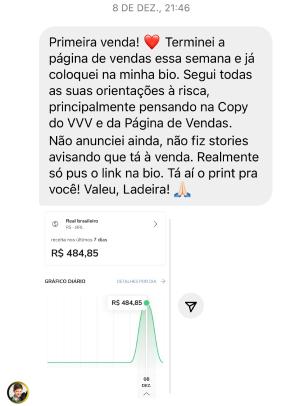 8 DE DEZ., 21:46
Primeira venda! ❤️ Terminei a
página de vendas essa semana e já
coloquei na minha bio. Segui todas
as suas orientações à risca,
principalmente pensando na Copy
do VVV e da Página de Vendas.
Não anunciei ainda, não fiz stories
avisando que tá à venda. Realmente
só pus o link na bio. Tá aí o print pra
você! Valeu, Ladeira! 🙏🏻
Real brasileiro
R$ - BRL
receita nos últimos 7 dias
R$ 484,85
GRÁFICO DIÁRIO
DETALHES POR DIA
R$ 484,85
08
DEZ.